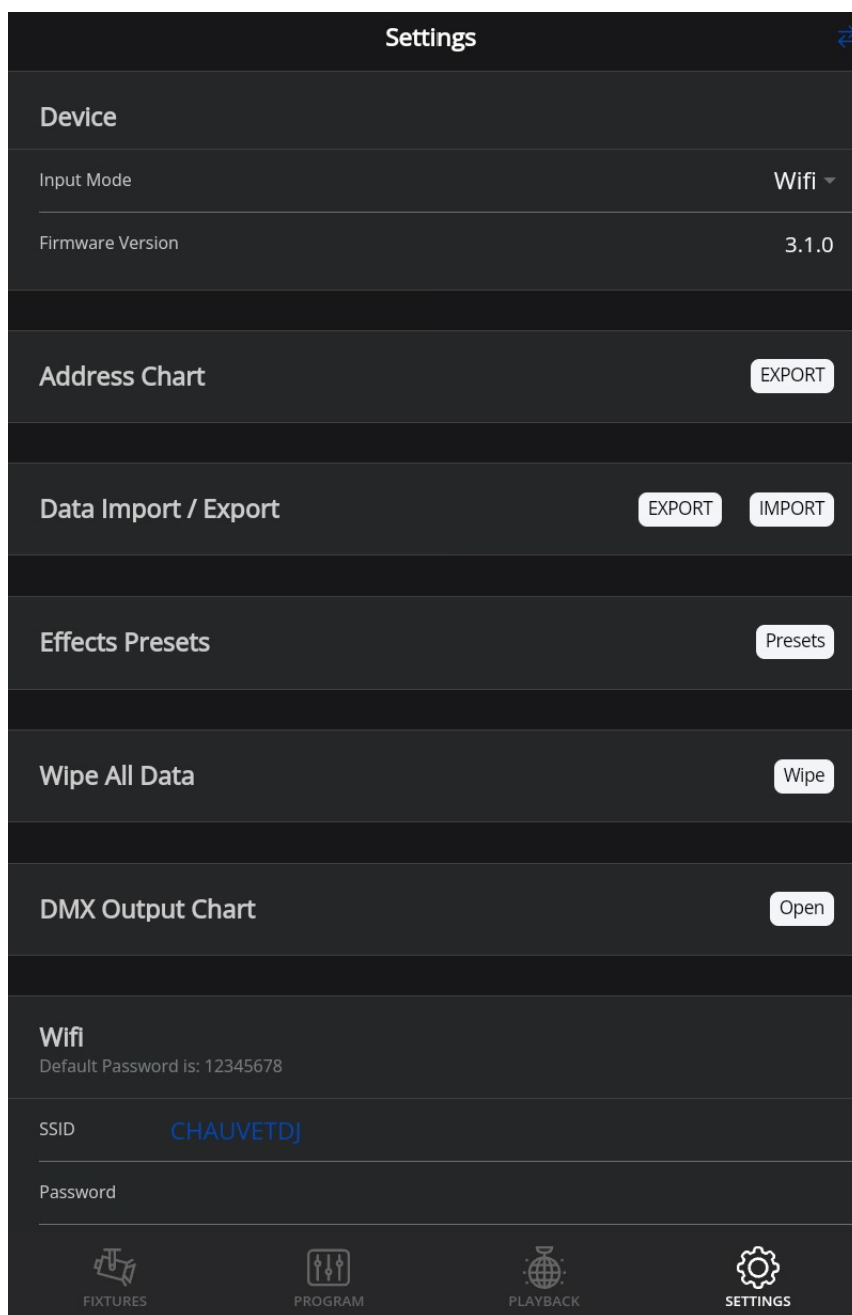 Settings
Device
Input Mode Wifi
Firmware Version 3.1.0
Address Chart EXPORT
Data Import / Export EXPORT IMPORT
Effects Presets Presets
Wipe All Data Wipe
DMX Output Chart Open
Wifi
Default Password is: 12345678
SSID CHAUVETDJ
Password
FIXTURES PROGRAM PLAYBACK SETTINGS